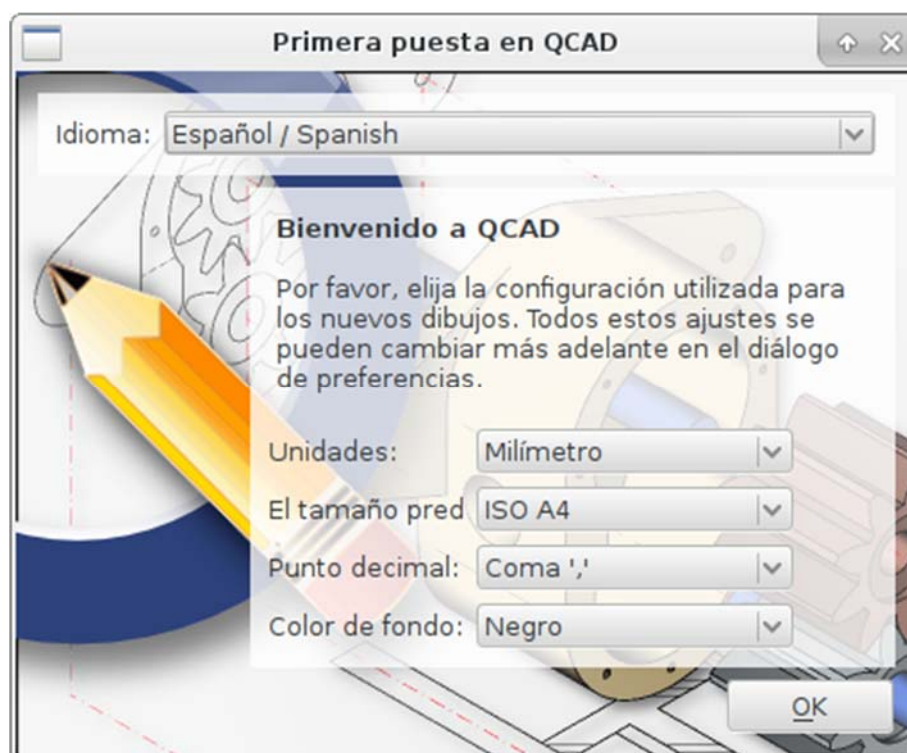 Primera puesta en QCAD
Idioma: Español / Spanish
Bienvenido a QCAD
Por favor, elija la configuración utilizada para
los nuevos dibujos. Todos estos ajustes se
pueden cambiar más adelante en el diálogo
de preferencias.
Unidades: Milímetro
El tamaño pred ISO A4
Punto decimal: Coma ','
Color de fondo: Negro
OK